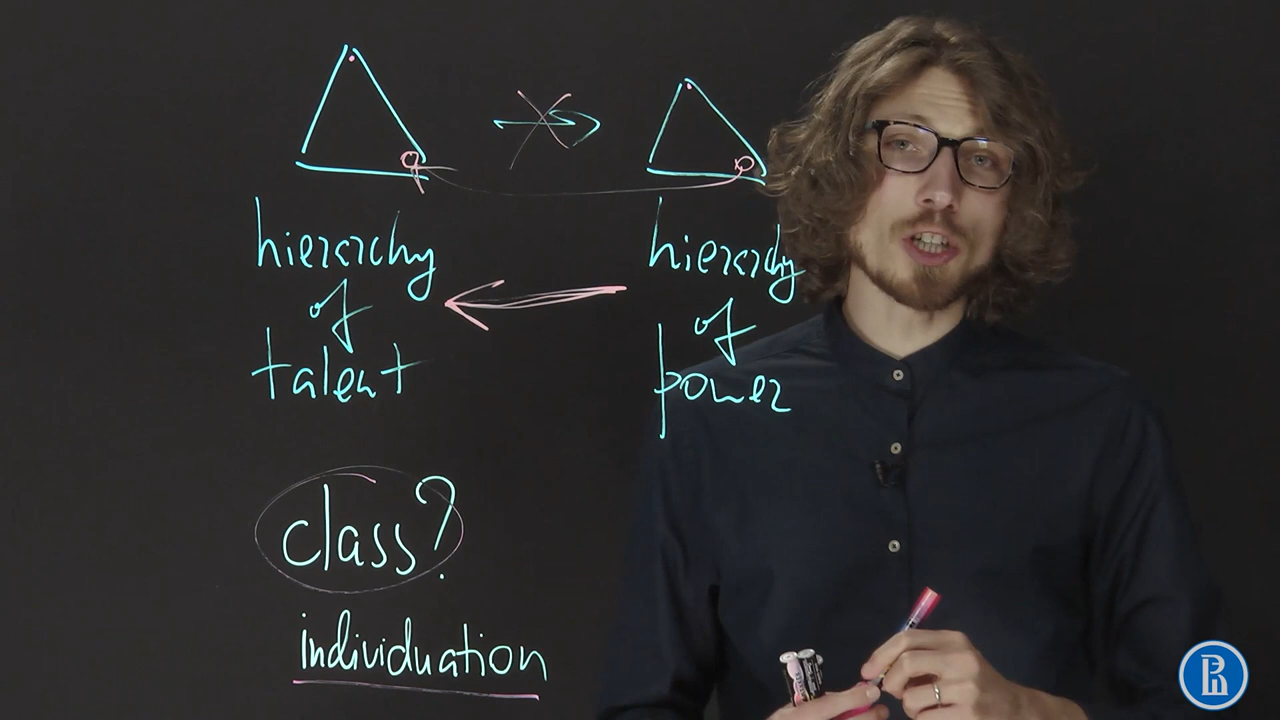 hierarchy
of
talent
hierarchy
of
power
class?
individuation